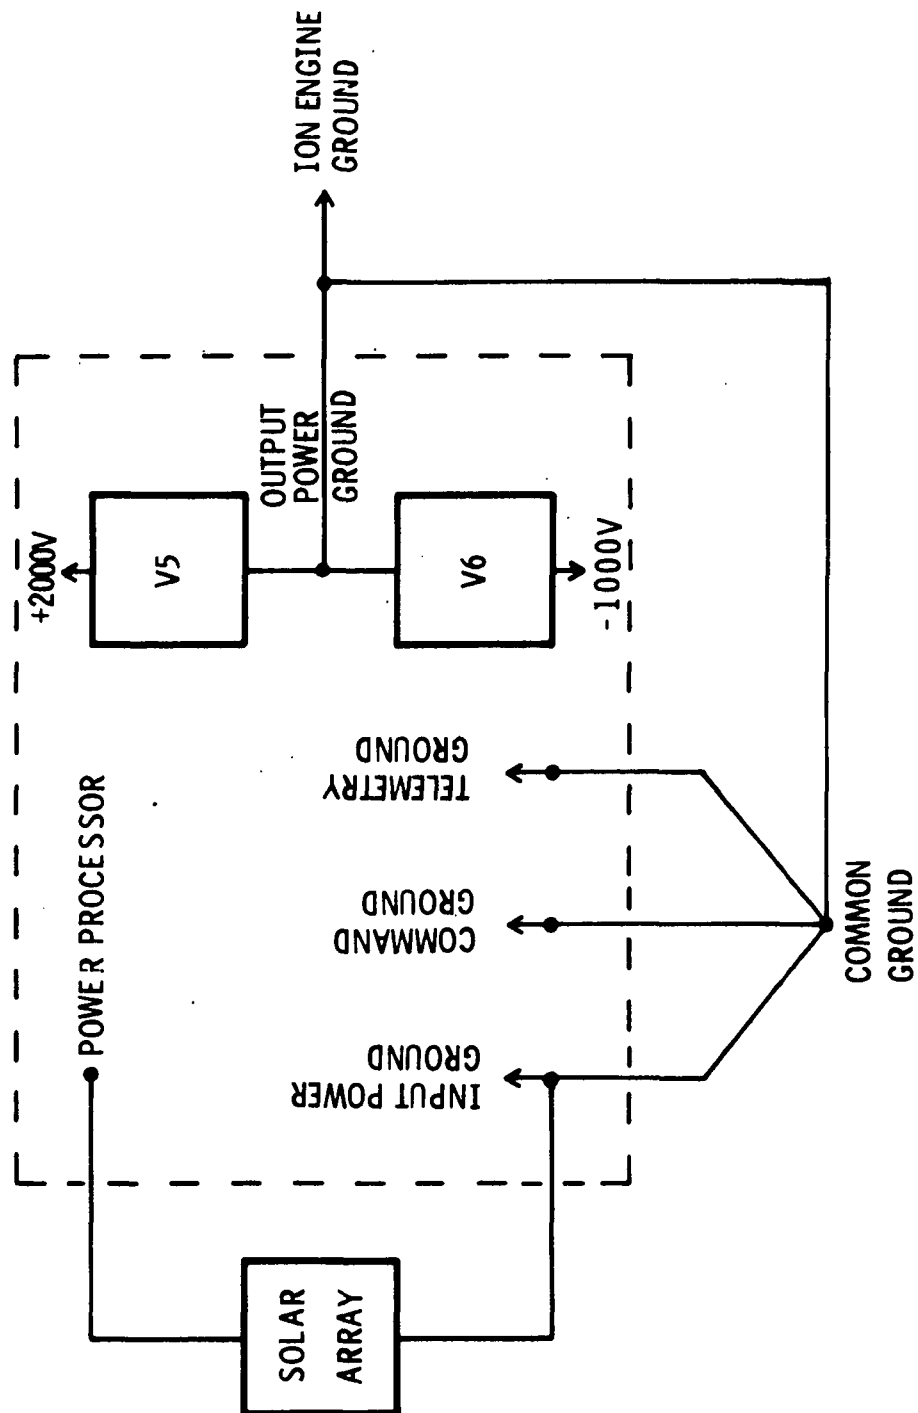 SOLAR
ARRAY
POWER PROCESSOR
INPUT POWER
GROUND
COMMAND
GROUND
TELEMETRY
GROUND
+2000V
V5
OUTPUT
POWER
GROUND
V6
-1000V
ION ENGINE
GROUND
COMMON
GROUND